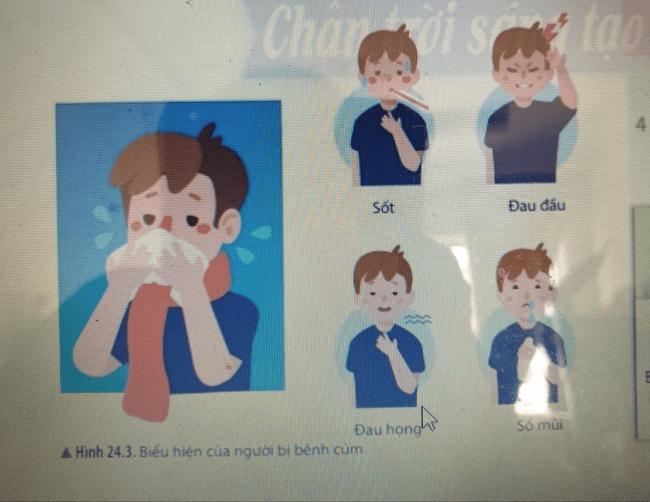 Chân trời sáng tạo
4
Sốt
Đau đầu
Đau họng
Sổ mũi
▲ Hình 24.3. Biểu hiện của người bị bệnh cúm